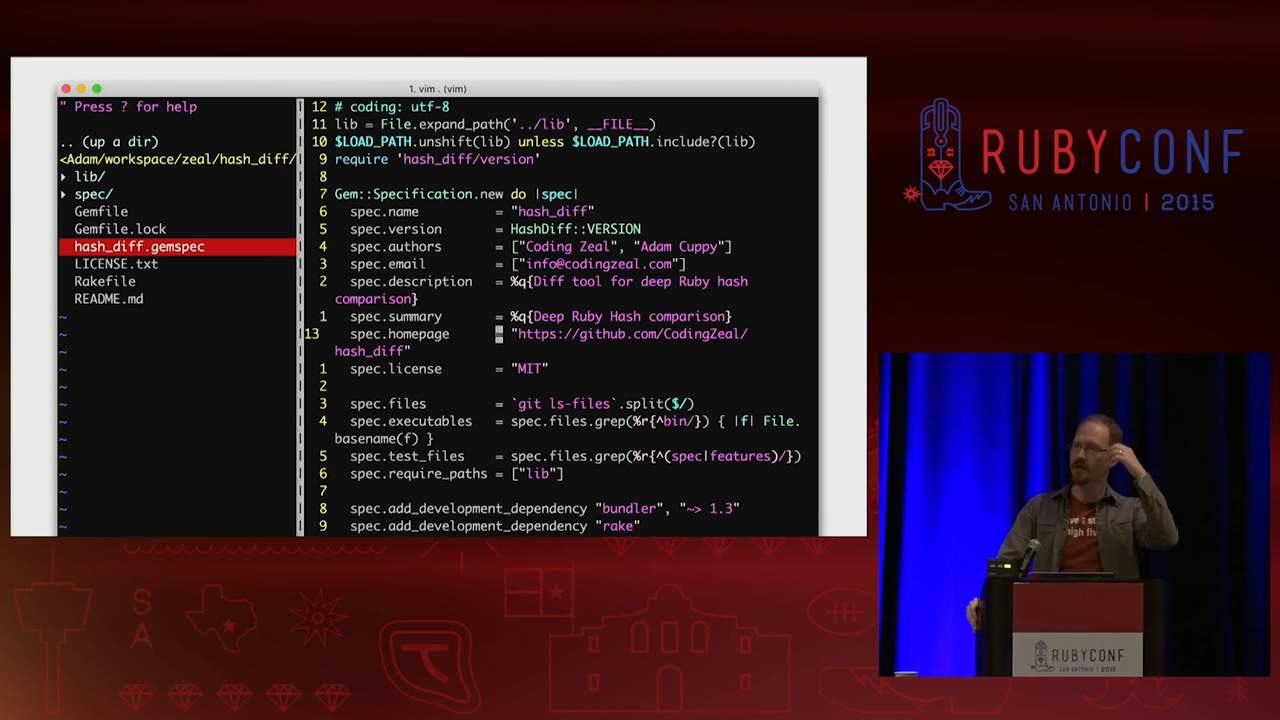 1. vim . (vim)
" Press ? for help
.. (up a dir)
<Adam/workspace/zeal/hash_diff/
▸ lib/
▸ spec/
Gemfile
Gemfile.lock
hash_diff.gemspec
LICENSE.txt
Rakefile
README.md
~
~
~
~
~
~
~
~
~
~
~
~
~
12 # coding: utf-8
11 lib = File.expand_path('../lib', __FILE__)
10 $LOAD_PATH.unshift(lib) unless $LOAD_PATH.include?(lib)
9 require 'hash_diff/version'
8
7 Gem::Specification.new do |spec|
6 spec.name = "hash_diff"
5 spec.version = HashDiff::VERSION
4 spec.authors = ["Coding Zeal", "Adam Cuppy"]
3 spec.email = ["info@codingzeal.com"]
2 spec.description = %q{Diff tool for deep Ruby hash
comparison}
1 spec.summary = %q{Deep Ruby Hash comparison}
13 spec.homepage = "https://github.com/CodingZeal/
hash_diff"
1 spec.license = "MIT"
2
3 spec.files = `git ls-files`.split($/)
4 spec.executables = spec.files.grep(%r{^bin/}) { |f| File.
basename(f) }
5 spec.test_files = spec.files.grep(%r{^(spec|features)/})
6 spec.require_paths = ["lib"]
7
8 spec.add_development_dependency "bundler", "~> 1.3"
9 spec.add_development_dependency "rake"
RUBYCONF
SAN ANTONIO | 2015
high five
RUBYCONF
SAN ANTONIO | 2015
S
A